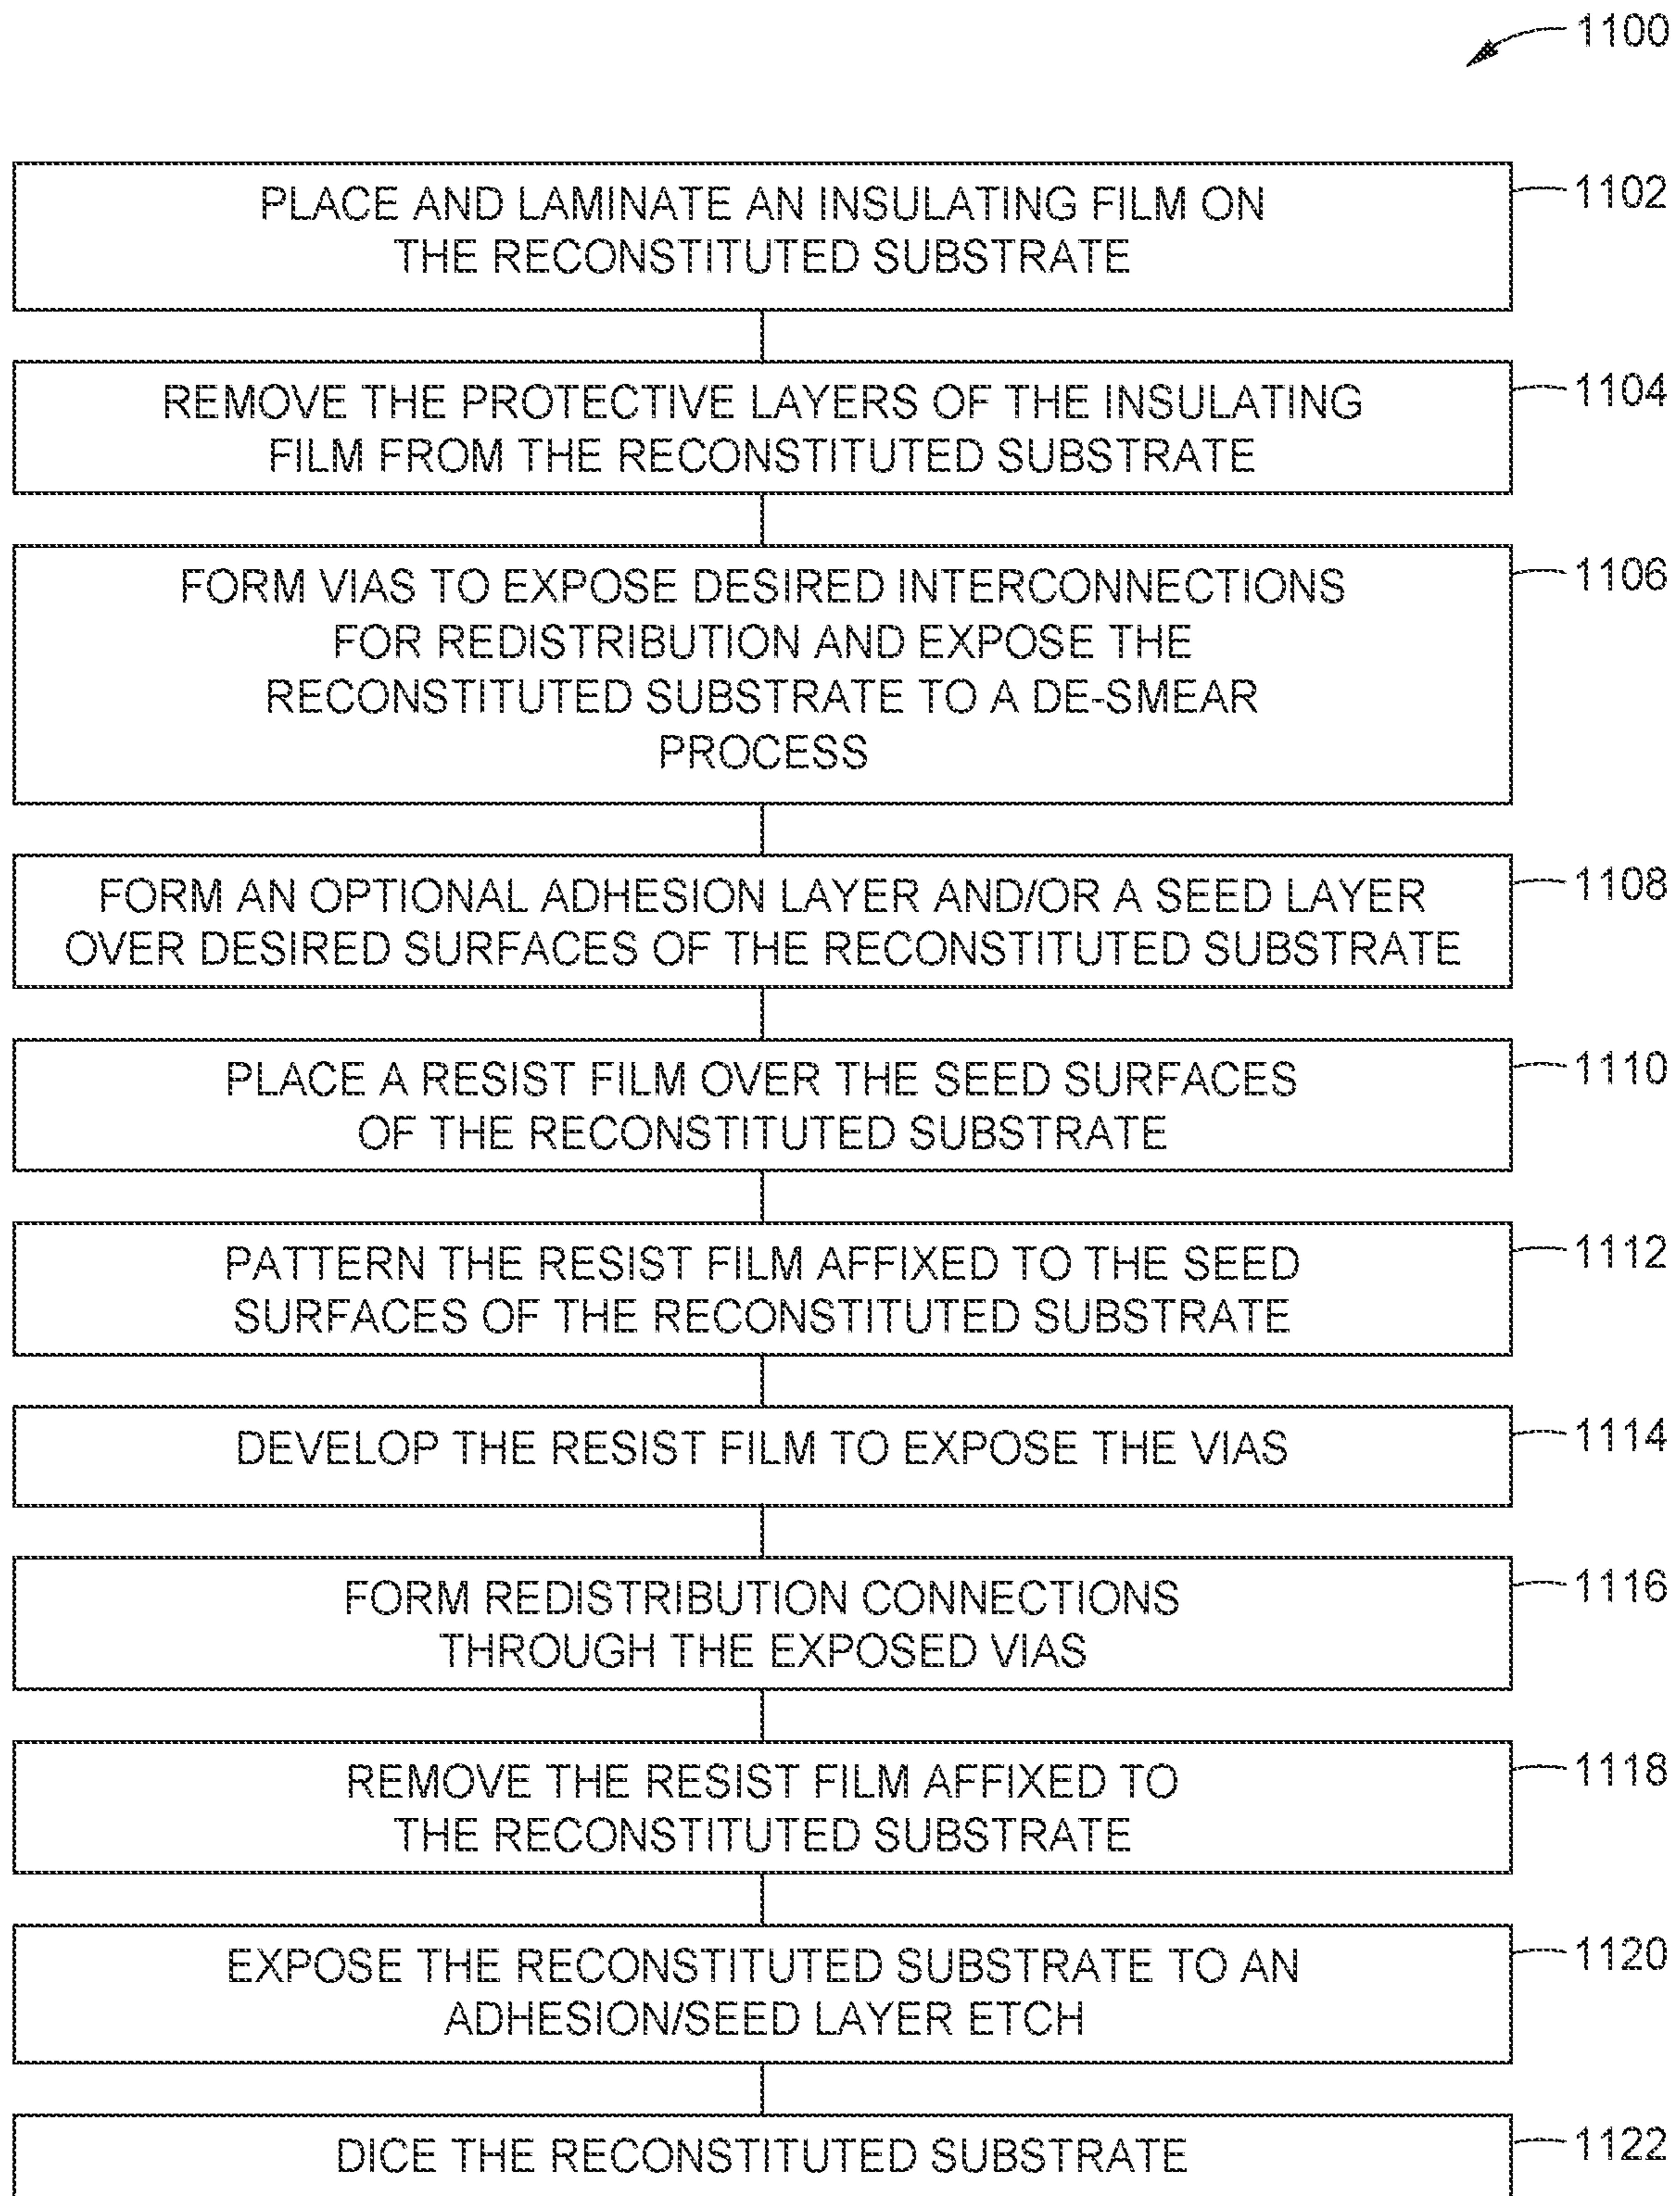 1100
PLACE AND LAMINATE AN INSULATING FILM ON
THE RECONSTITUTED SUBSTRATE
1102
REMOVE THE PROTECTIVE LAYERS OF THE INSULATING
FILM FROM THE RECONSTITUTED SUBSTRATE
1104
FORM VIAS TO EXPOSE DESIRED INTERCONNECTIONS
FOR REDISTRIBUTION AND EXPOSE THE
RECONSTITUTED SUBSTRATE TO A DE-SMEAR
PROCESS
1106
FORM AN OPTIONAL ADHESION LAYER AND/OR A SEED LAYER
OVER DESIRED SURFACES OF THE RECONSTITUTED SUBSTRATE
1108
PLACE A RESIST FILM OVER THE SEED SURFACES
OF THE RECONSTITUTED SUBSTRATE
1110
PATTERN THE RESIST FILM AFFIXED TO THE SEED
SURFACES OF THE RECONSTITUTED SUBSTRATE
1112
DEVELOP THE RESIST FILM TO EXPOSE THE VIAS
1114
FORM REDISTRIBUTION CONNECTIONS
THROUGH THE EXPOSED VIAS
1116
REMOVE THE RESIST FILM AFFIXED TO
THE RECONSTITUTED SUBSTRATE
1118
EXPOSE THE RECONSTITUTED SUBSTRATE TO AN
ADHESION/SEED LAYER ETCH
1120
DICE THE RECONSTITUTED SUBSTRATE
1122